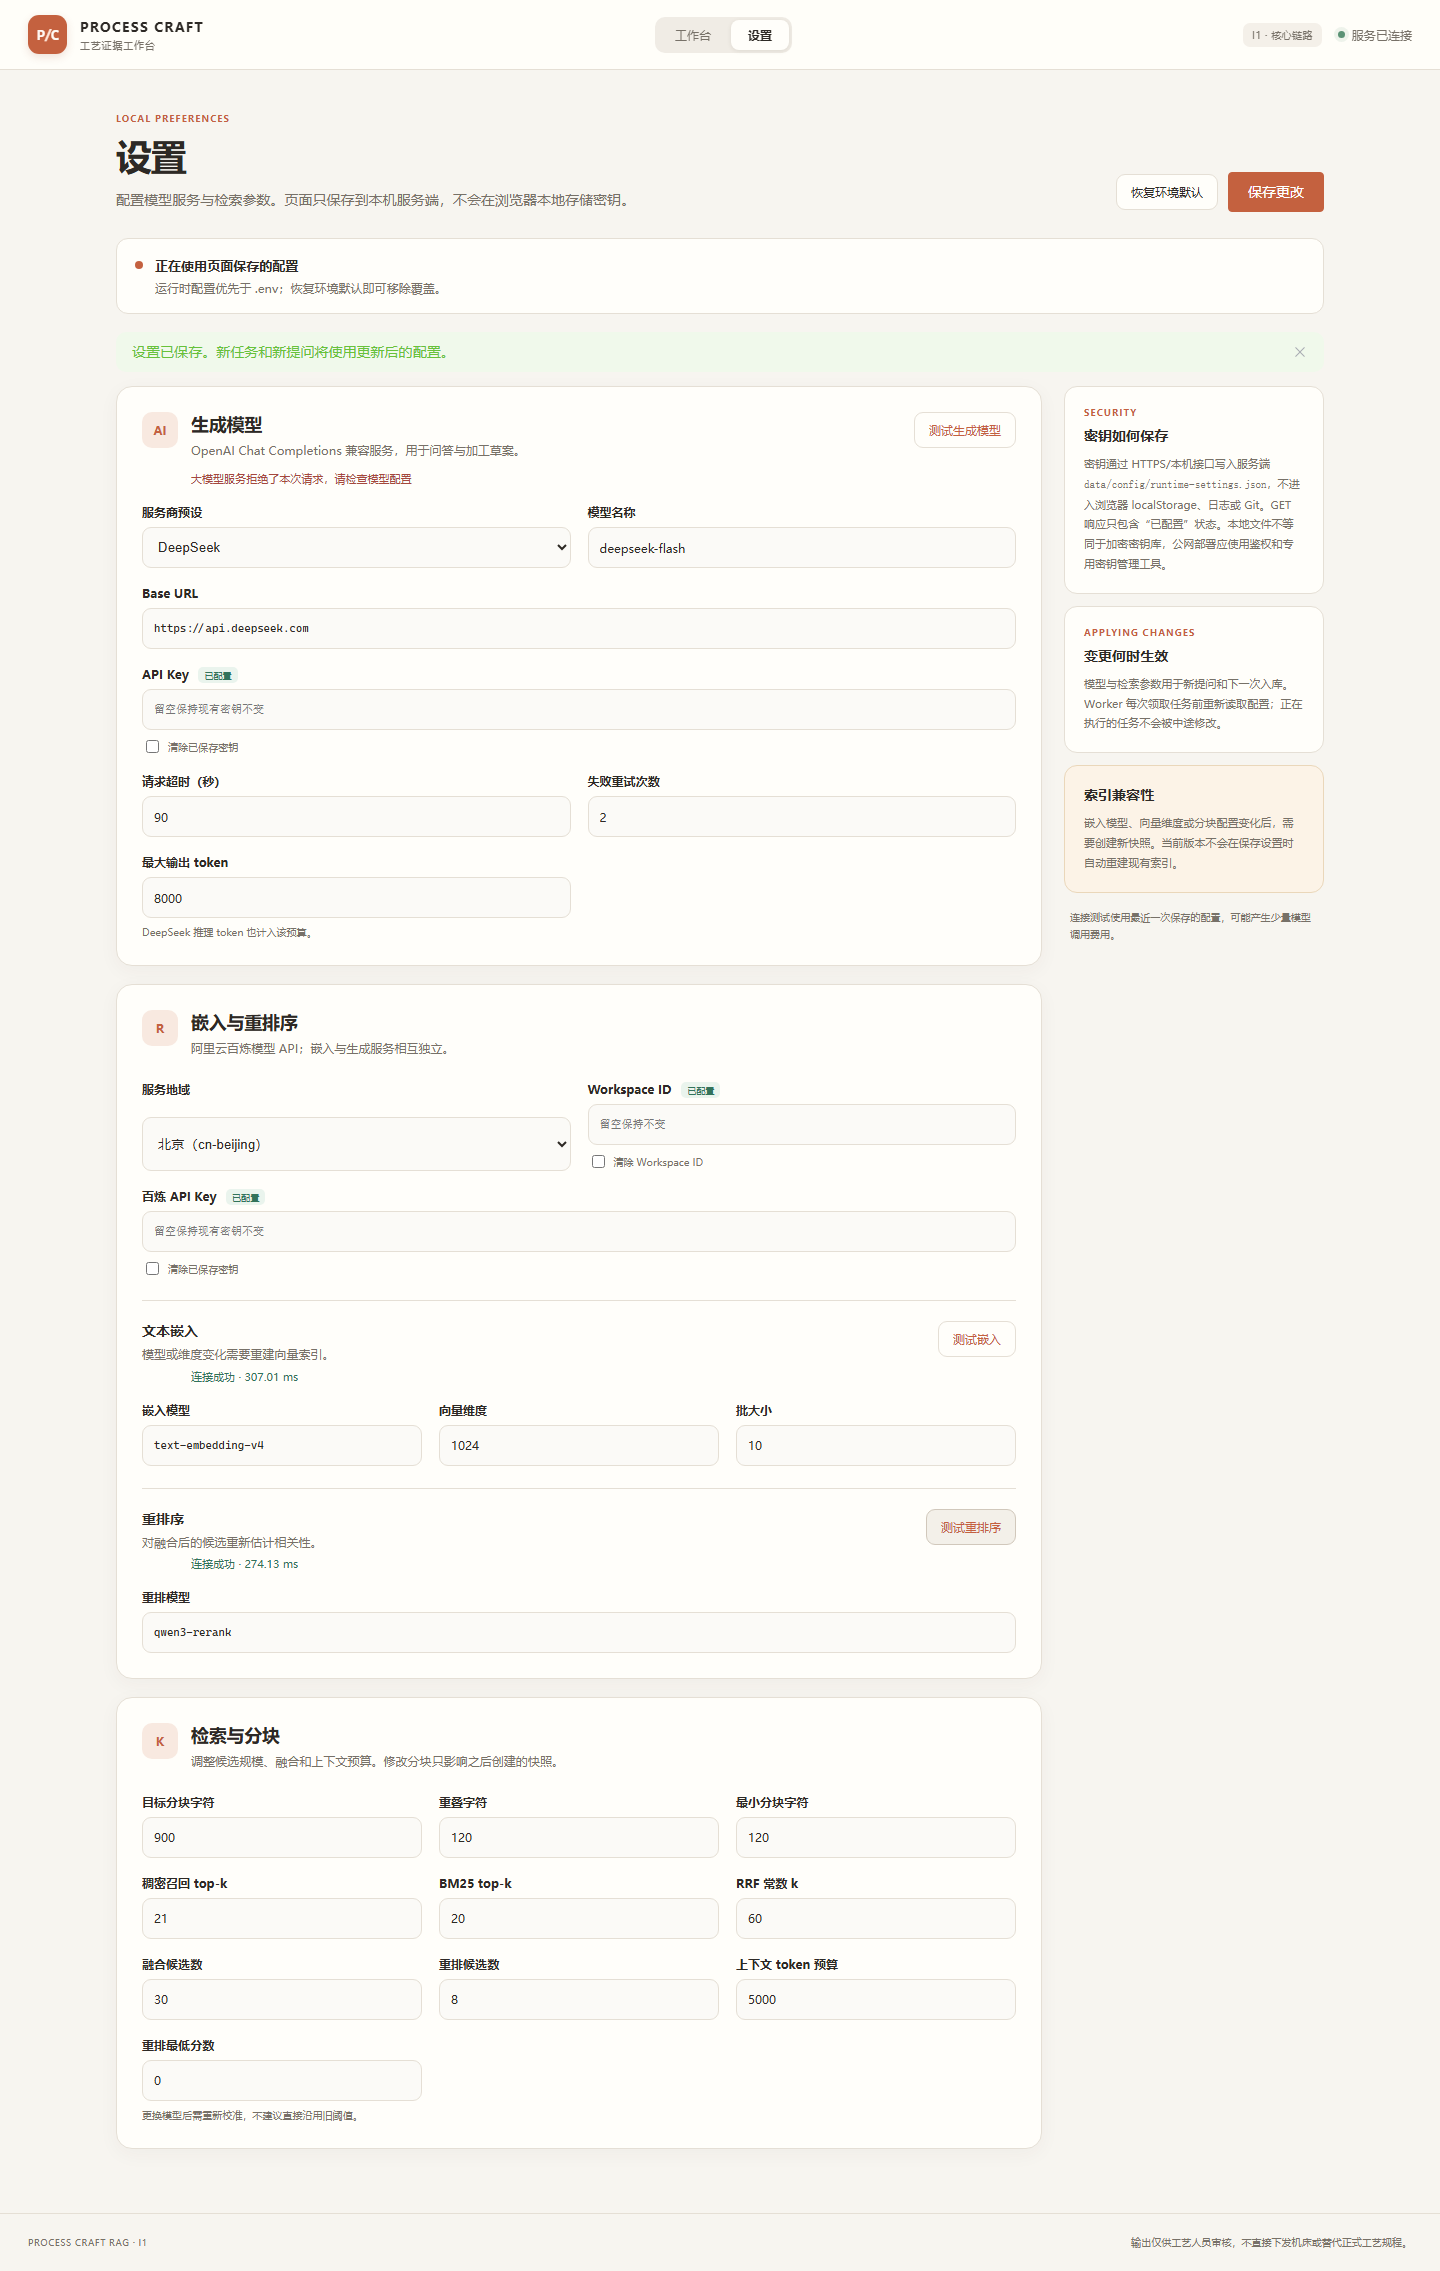 P/C
PROCESS CRAFT
工艺证据工作台
工作台
设置
I1 · 核心链路
服务已连接
LOCAL PREFERENCES
设置
配置模型服务与检索参数。页面只保存到本机服务端，不会在浏览器本地存储密钥。
恢复环境默认
保存更改
正在使用页面保存的配置
运行时配置优先于 .env；恢复环境默认即可移除覆盖。
设置已保存。新任务和新提问将使用更新后的配置。
AI
生成模型
OpenAI Chat Completions 兼容服务，用于问答与加工草案。
大模型服务拒绝了本次请求，请检查模型配置
测试生成模型
服务商预设
DeepSeek
模型名称
deepseek-flash
Base URL
https://api.deepseek.com
API Key
已配置
留空保持现有密钥不变
清除已保存密钥
请求超时（秒）
90
失败重试次数
2
最大输出 token
8000
DeepSeek 推理 token 也计入该预算。
SECURITY
密钥如何保存
密钥通过 HTTPS/本机接口写入服务端
data/config/runtime-settings.json，不进
入浏览器 localStorage、日志或 Git。GET
响应只包含“已配置”状态。本地文件不等
同于加密密钥库，公网部署应使用鉴权和专
用密钥管理工具。
APPLYING CHANGES
变更何时生效
模型与检索参数用于新提问和下一次入库。
Worker 每次领取任务前重新读取配置；正在
执行的任务不会被中途修改。
索引兼容性
嵌入模型、向量维度或分块配置变化后，需
要创建新快照。当前版本不会在保存设置时
自动重建现有索引。
连接测试使用最近一次保存的配置，可能产生少量模型
调用费用。
R
嵌入与重排序
阿里云百炼模型 API；嵌入与生成服务相互独立。
服务地域
北京（cn-beijing）
Workspace ID
已配置
留空保持不变
清除 Workspace ID
百炼 API Key
已配置
留空保持现有密钥不变
清除已保存密钥
文本嵌入
模型或维度变化需要重建向量索引。
连接成功 · 307.01 ms
测试嵌入
嵌入模型
text-embedding-v4
向量维度
1024
批大小
10
重排序
对融合后的候选重新估计相关性。
连接成功 · 274.13 ms
测试重排序
重排模型
qwen3-rerank
K
检索与分块
调整候选规模、融合和上下文预算。修改分块只影响之后创建的快照。
目标分块字符
900
重叠字符
120
最小分块字符
120
稠密召回 top-k
21
BM25 top-k
20
RRF 常数 k
60
融合候选数
30
重排候选数
8
上下文 token 预算
5000
重排最低分数
0
更换模型后需重新校准，不建议直接沿用旧阈值。
PROCESS CRAFT RAG · I1
输出仅供工艺人员审核，不直接下发机床或替代正式工艺规程。